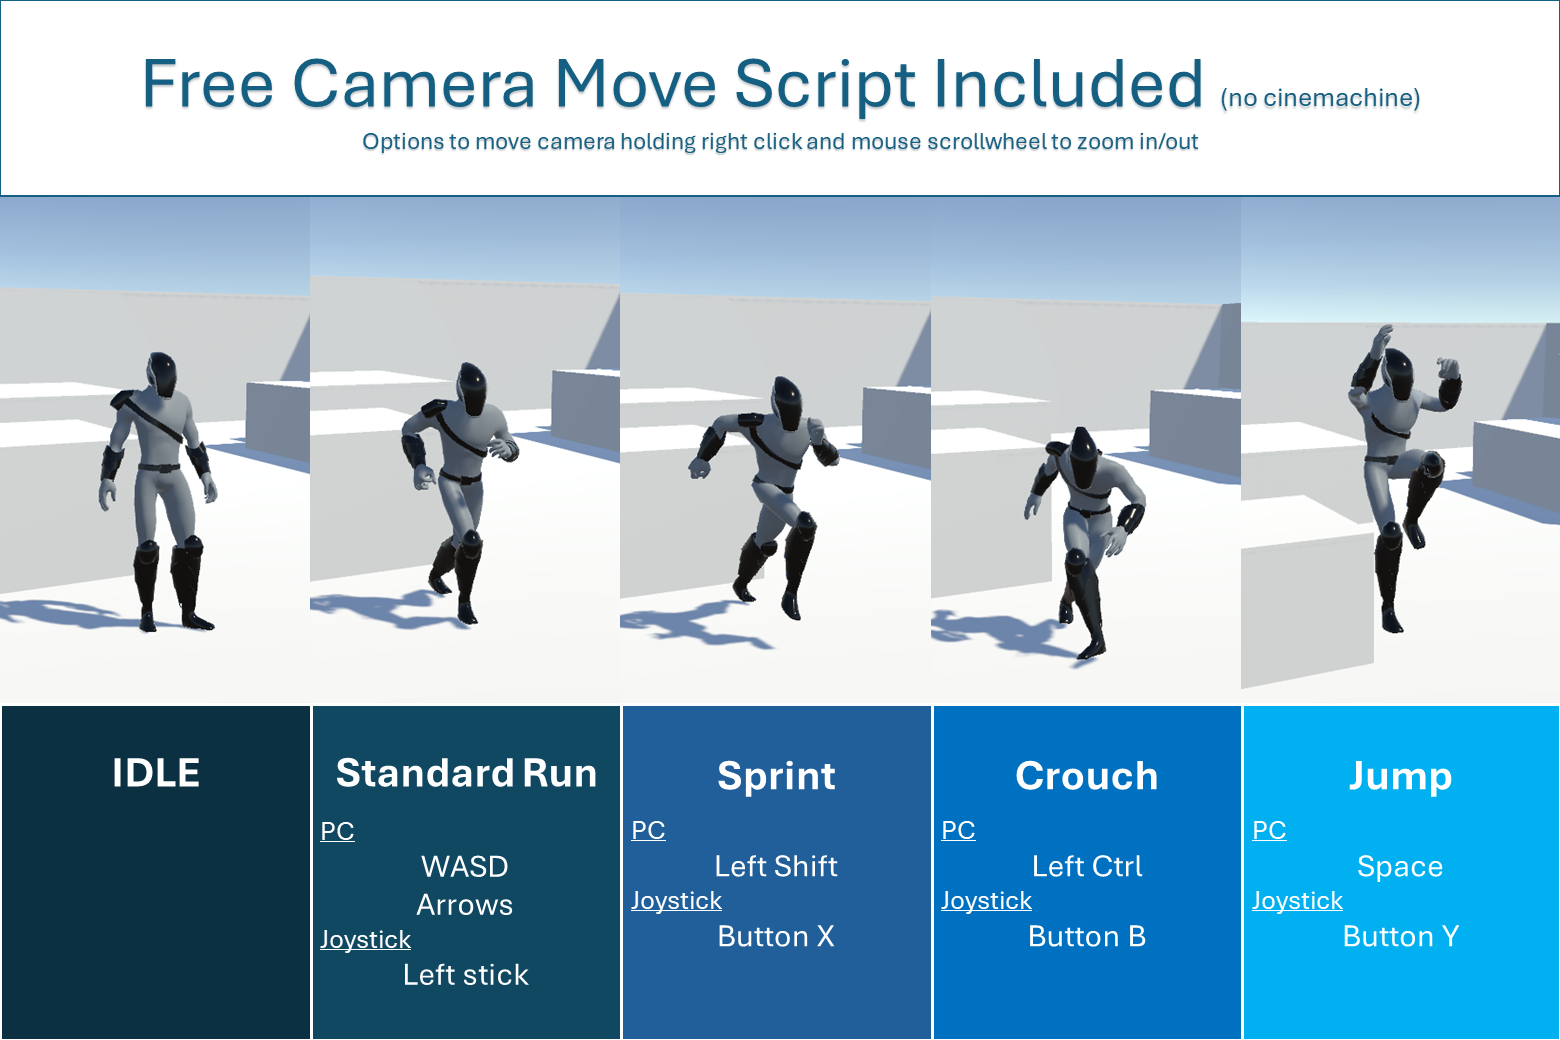 Free Camera Move Script Included (no cinemachine)
Options to move camera holding right click and mouse scrollwheel to zoom in/out
IDLE
Standard Run
PC
WASD
Arrows
Joystick
Left stick
Sprint
PC
Left Shift
Joystick
Button X
Crouch
PC
Left Ctrl
Joystick
Button B
Jump
PC
Space
Joystick
Button Y